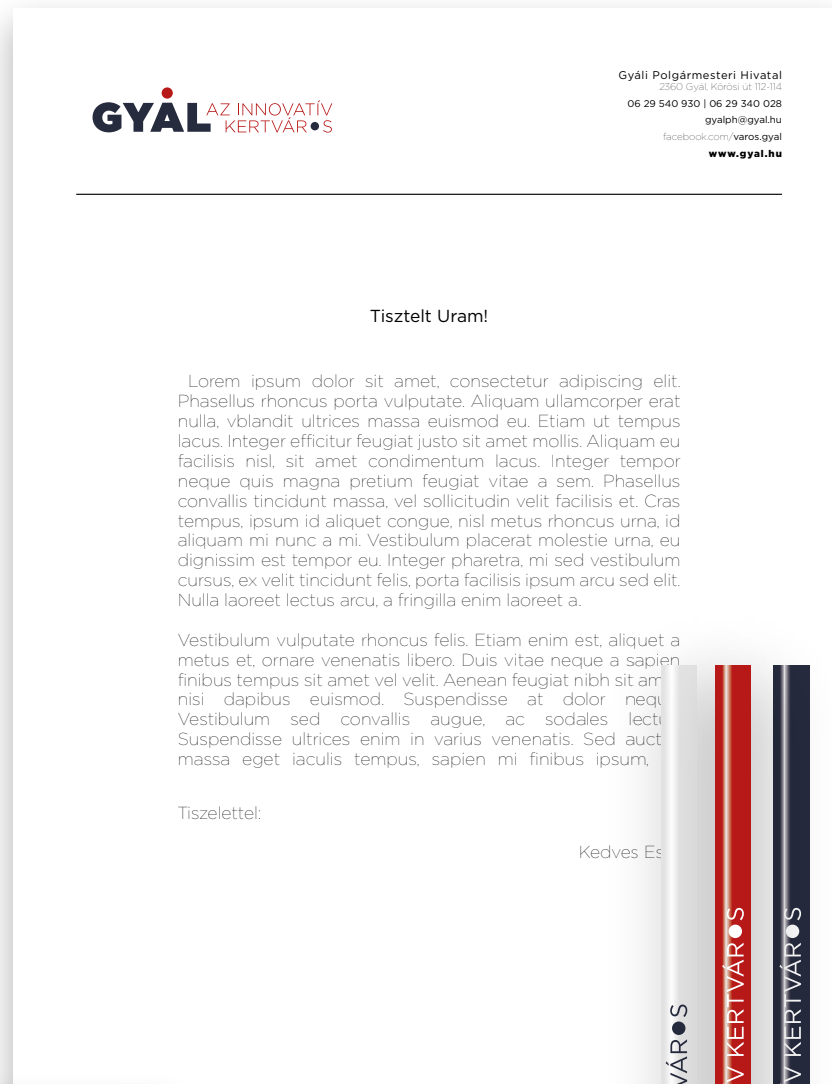 GYÁL AZ INNOVATÍV
KERTVÁR●S
Gyáli Polgármesteri Hivatal
2360 Gyál, Kőrösi út 112-114
06 29 540 930 | 06 29 340 028
gyalph@gyal.hu
facebook.com/varos.gyal
www.gyal.hu
Tisztelt Uram!
Lorem ipsum dolor sit amet, consectetur adipiscing elit.
Phasellus rhoncus porta vulputate. Aliquam ullamcorper erat
nulla, vblandit ultrices massa euismod eu. Etiam ut tempus
lacus. Integer efficitur feugiat justo sit amet mollis. Aliquam eu
facilisis nisl, sit amet condimentum lacus. Integer tempor
neque quis magna pretium feugiat vitae a sem. Phasellus
convallis tincidunt massa, vel sollicitudin velit facilisis et. Cras
tempus, ipsum id aliquet congue, nisl metus rhoncus urna, id
aliquam mi nunc a mi. Vestibulum placerat molestie urna, eu
dignissim est tempor eu. Integer pharetra, mi sed vestibulum
cursus, ex velit tincidunt felis, porta facilisis ipsum arcu sed elit.
Nulla laoreet lectus arcu, a fringilla enim laoreet a.
Vestibulum vulputate rhoncus felis. Etiam enim est, aliquet a
metus et, ornare venenatis libero. Duis vitae neque a sapien
finibus tempus sit amet vel velit. Aenean feugiat nibh sit am
nisi dapibus euismod. Suspendisse at dolor nequ
Vestibulum sed convallis augue, ac sodales lectu
Suspendisse ultrices enim in varius venenatis. Sed auct
massa eget iaculis tempus, sapien mi finibus ipsum,
Tiszelettel:
Kedves Es
VÁR●S
V KERTVÁR●S
V KERTVÁR●S